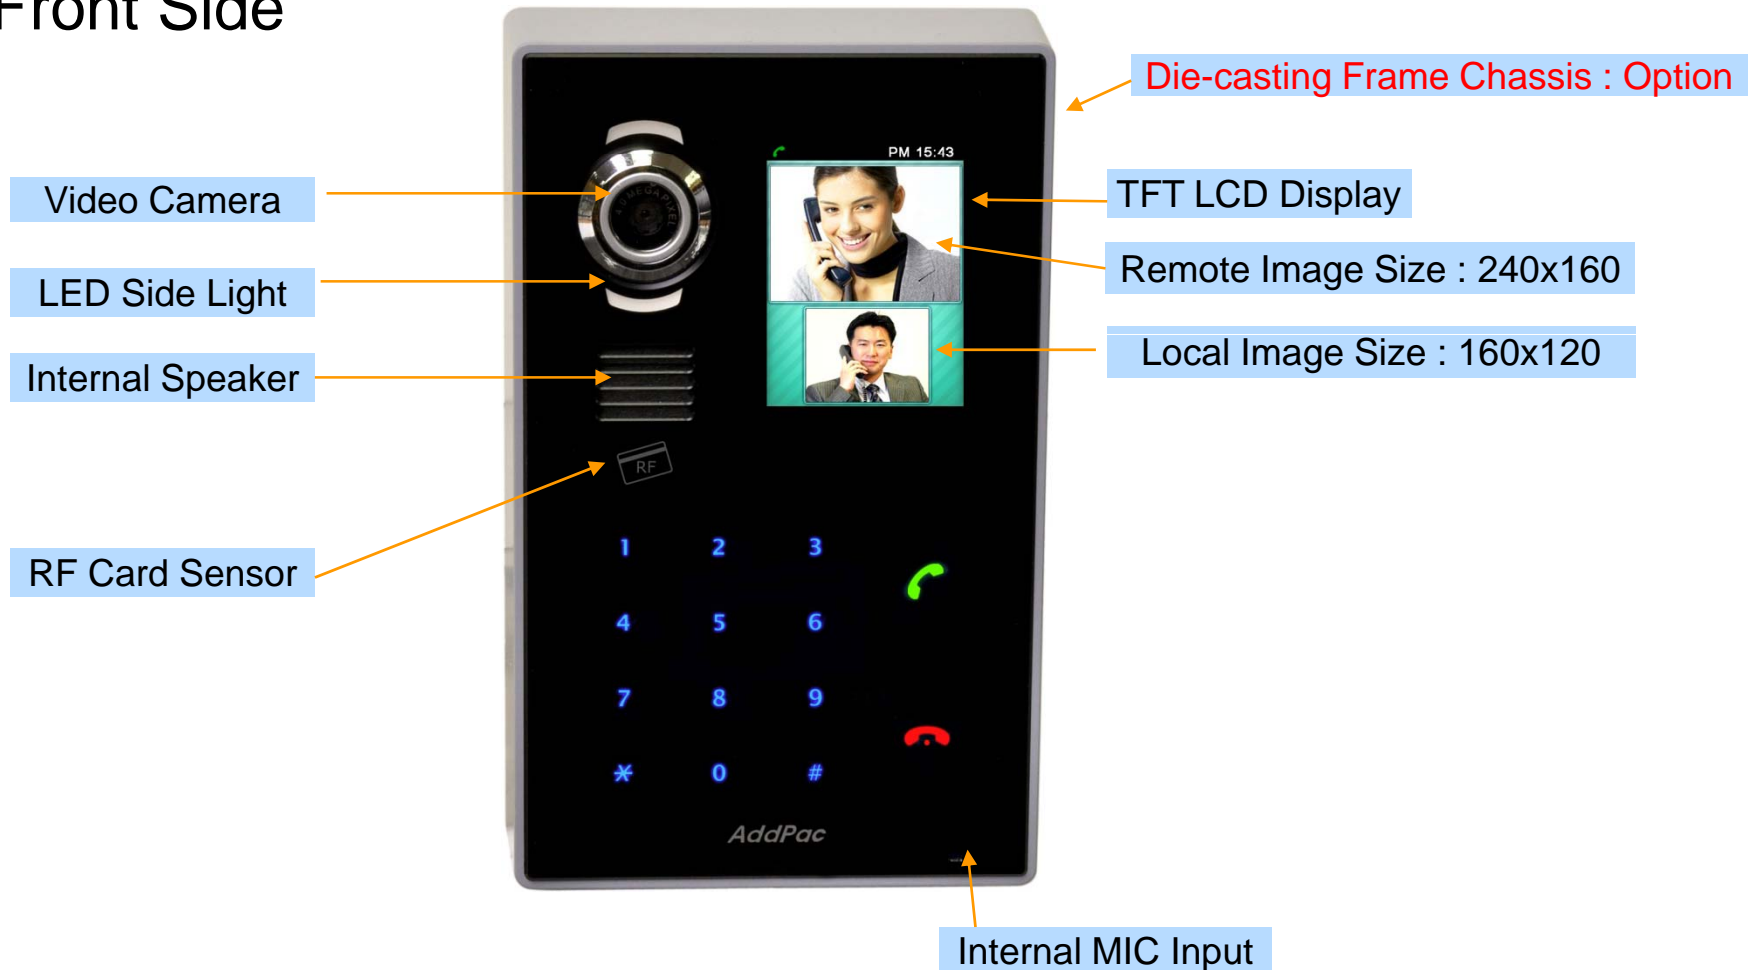 Front Side
Die-casting Frame Chassis : Option
PM 15:43
Video Camera
MEGAPIXEL
TFT LCD Display
Remote Image Size : 240x160
LED Side Light
Local Image Size : 160x120
Internal Speaker
RF
RF Card Sensor
1 2 3
4 5 6
7 8 9
* 0 #
AddPac
Internal MIC Input